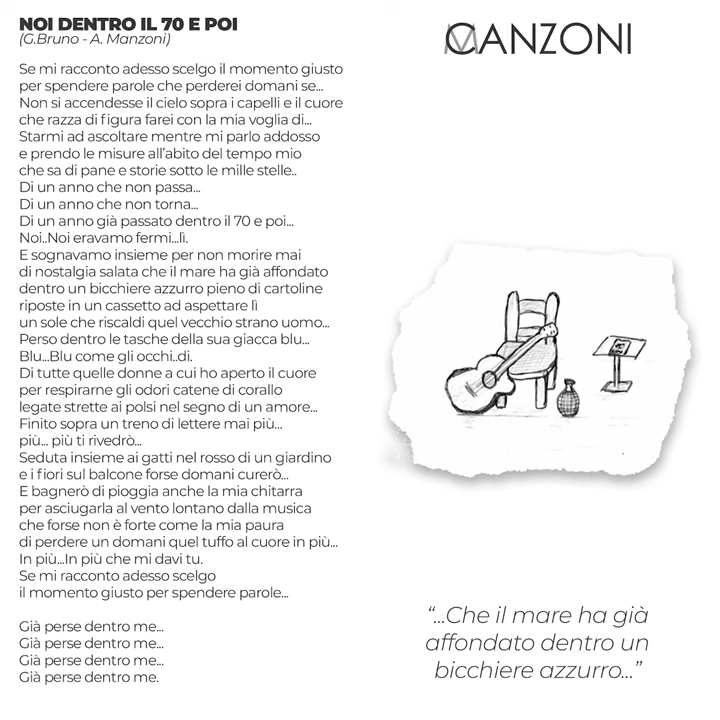 NOI DENTRO IL 70 E POI
(G.Bruno - A. Manzoni)
Se mi racconto adesso scelgo il momento giusto
per spendere parole che perderei domani se...
Non si accendesse il cielo sopra i capelli e il cuore
che razza di figura farei con la mia voglia di...
Starmi ad ascoltare mentre mi parlo addosso
e prendo le misure all'abito del tempo mio
che sa di pane e storie sotto le mille stelle..
Di un anno che non passa...
Di un anno che non torna...
Di un anno già passato dentro il 70 e poi...
Noi..Noi eravamo fermi...lì.
E sognavamo insieme per non morire mai
di nostalgia salata che il mare ha già affondato
dentro un bicchiere azzurro pieno di cartoline
riposte in un cassetto ad aspettare lì
un sole che riscaldi quel vecchio strano uomo...
Perso dentro le tasche della sua giacca blu...
Blu...Blu come gli occhi..di.
Di tutte quelle donne a cui ho aperto il cuore
per respirarne gli odori catene di corallo
legate strette ai polsi nel segno di un amore...
Finito sopra un treno di lettere mai più...
più... più ti rivedrò...
Seduta insieme ai gatti nel rosso di un giardino
e i fiori sul balcone forse domani curerò...
E bagnerò di pioggia anche la mia chitarra
per asciugarla al vento lontano dalla musica
che forse non è forte come la mia paura
di perdere un domani quel tuffo al cuore in più...
In più...In più che mi davi tu.
Se mi racconto adesso scelgo
il momento giusto per spendere parole...
Già perse dentro me...
Già perse dentro me...
Già perse dentro me...
Già perse dentro me.
CMANZONI
"...Che il mare ha già
affondato dentro un
bicchiere azzurro..."